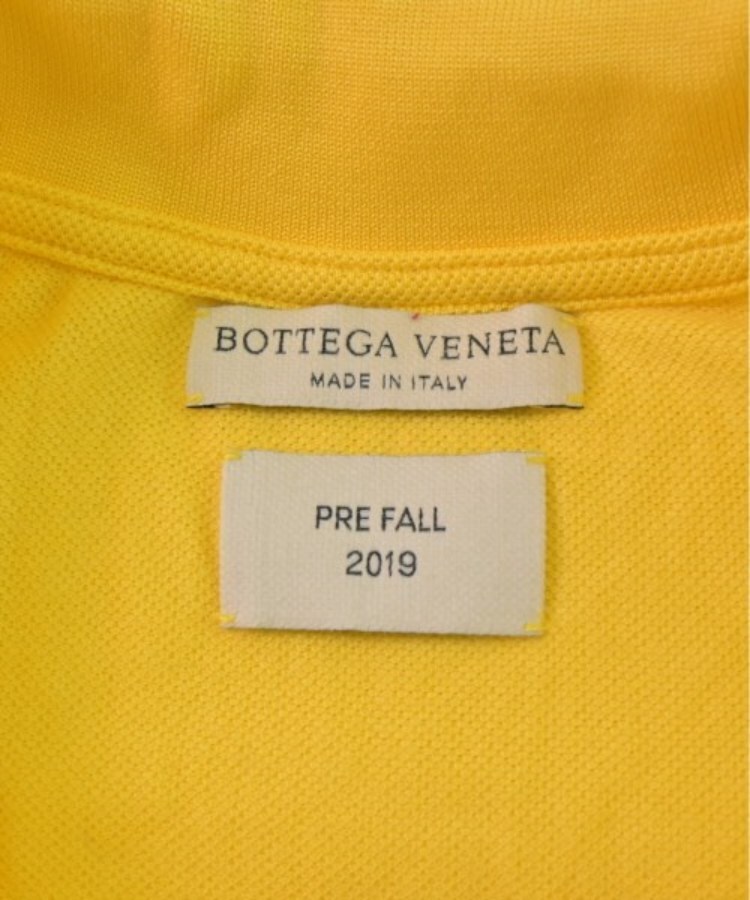 BOTTEGA VENETA
MADE IN ITALY
PRE FALL
2019